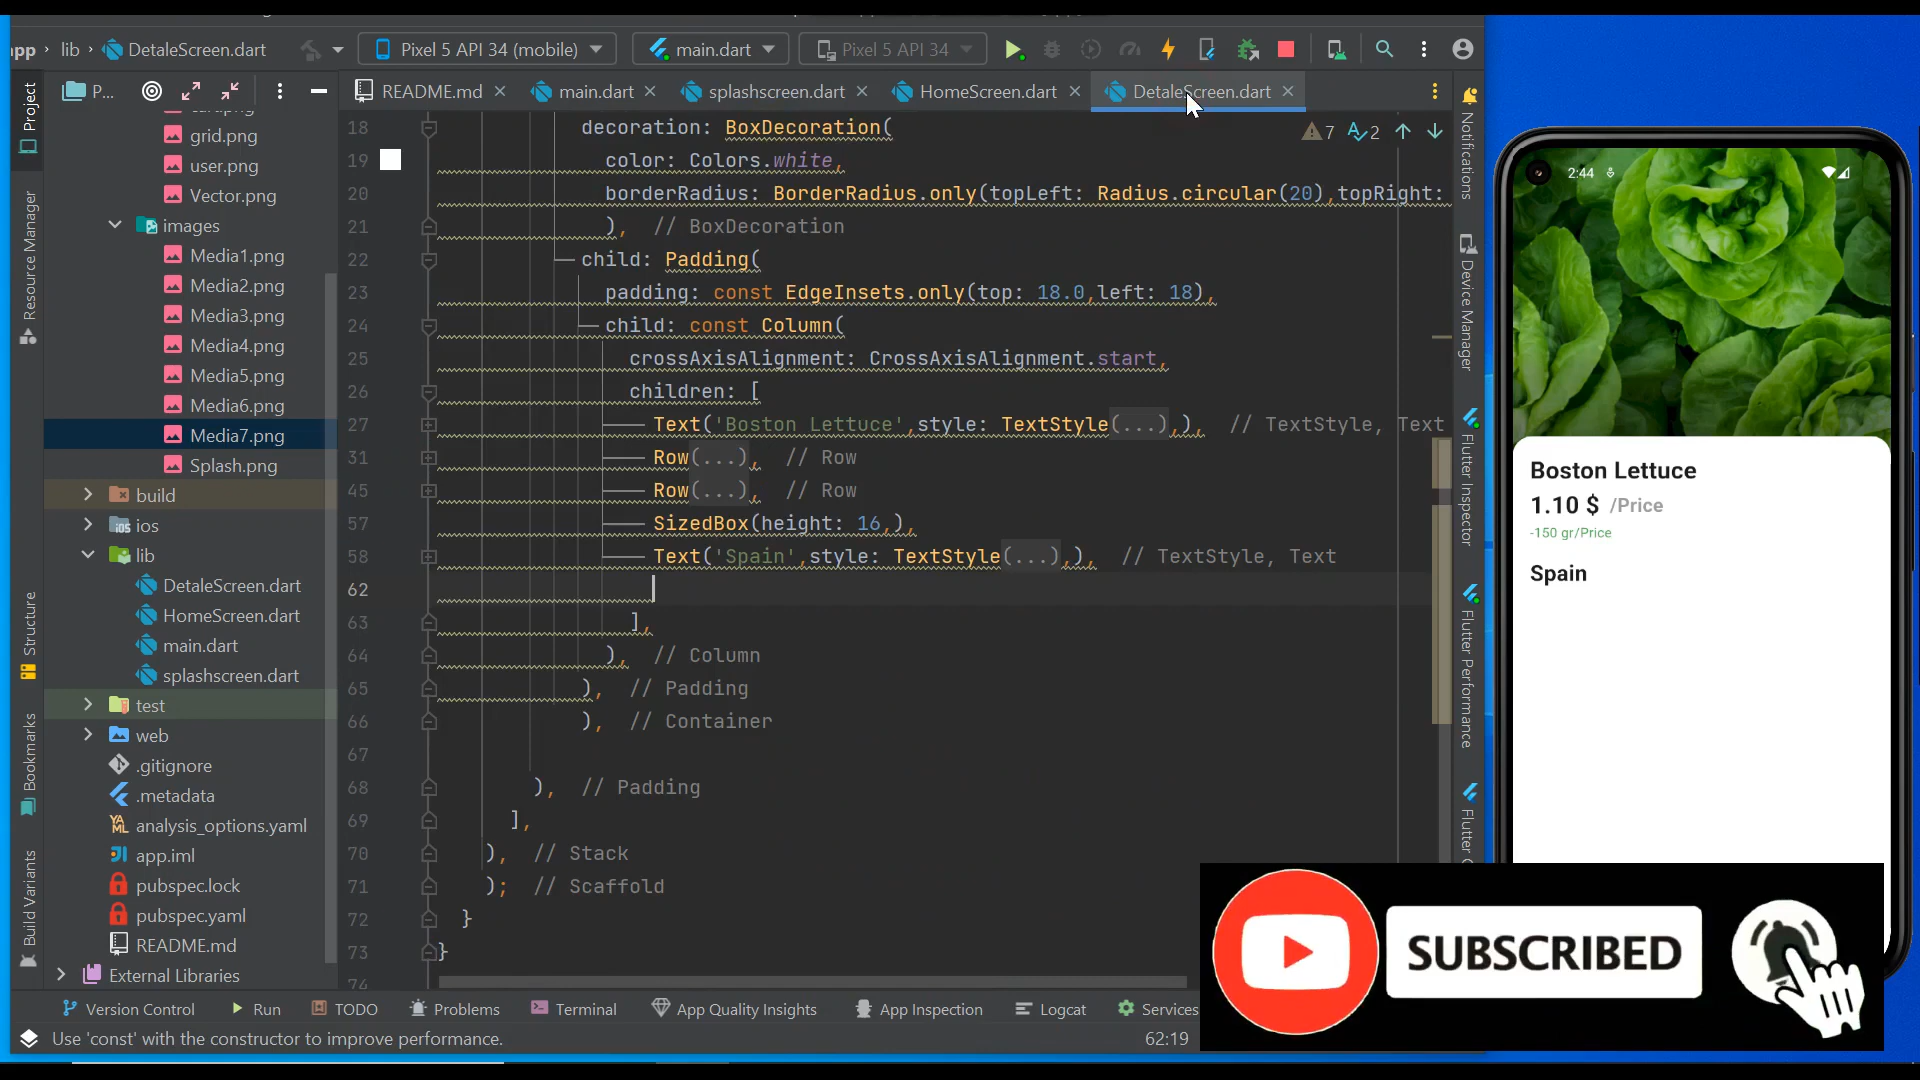 app › lib › DetaleScreen.dart
Pixel 5 API 34 (mobile)
main.dart
Pixel 5 API 34
Project
P...
README.md
main.dart
splashscreen.dart
HomeScreen.dart
DetaleScreen.dart
Notifications
7
2
grid.png
user.png
Vector.png
images
Media1.png
Media2.png
Media3.png
Media4.png
Media5.png
Media6.png
Media7.png
Splash.png
build
ios
lib
DetaleScreen.dart
HomeScreen.dart
main.dart
splashscreen.dart
test
web
.gitignore
.metadata
analysis_options.yaml
app.iml
pubspec.lock
pubspec.yaml
README.md
External Libraries
Resource Manager
Structure
Bookmarks
Build Variants
18 decoration: BoxDecoration(
19 color: Colors.white,
20 borderRadius: BorderRadius.only(topLeft: Radius.circular(20),topRight:
21 ), // BoxDecoration
22 child: Padding(
23 padding: const EdgeInsets.only(top: 18.0,left: 18),
24 child: const Column(
25 crossAxisAlignment: CrossAxisAlignment.start,
26 children: [
27 Text('Boston Lettuce',style: TextStyle(...),), // TextStyle, Text
31 Row(...), // Row
45 Row(...), // Row
57 SizedBox(height: 16,),
58 Text('Spain',style: TextStyle(...),), // TextStyle, Text
62
63 ],
64 ), // Column
65 ), // Padding
66 ), // Container
67
68 ), // Padding
69 ],
70 ), // Stack
71 ); // Scaffold
72 }
73 }
74
Device Manager
Flutter Inspector
Flutter Performance
Flutter
2:44
Boston Lettuce
1.10 $ /Price
-150 gr/Price
Spain
SUBSCRIBED
Version Control
Run
TODO
Problems
Terminal
App Quality Insights
App Inspection
Logcat
Services
Use 'const' with the constructor to improve performance.
62:19